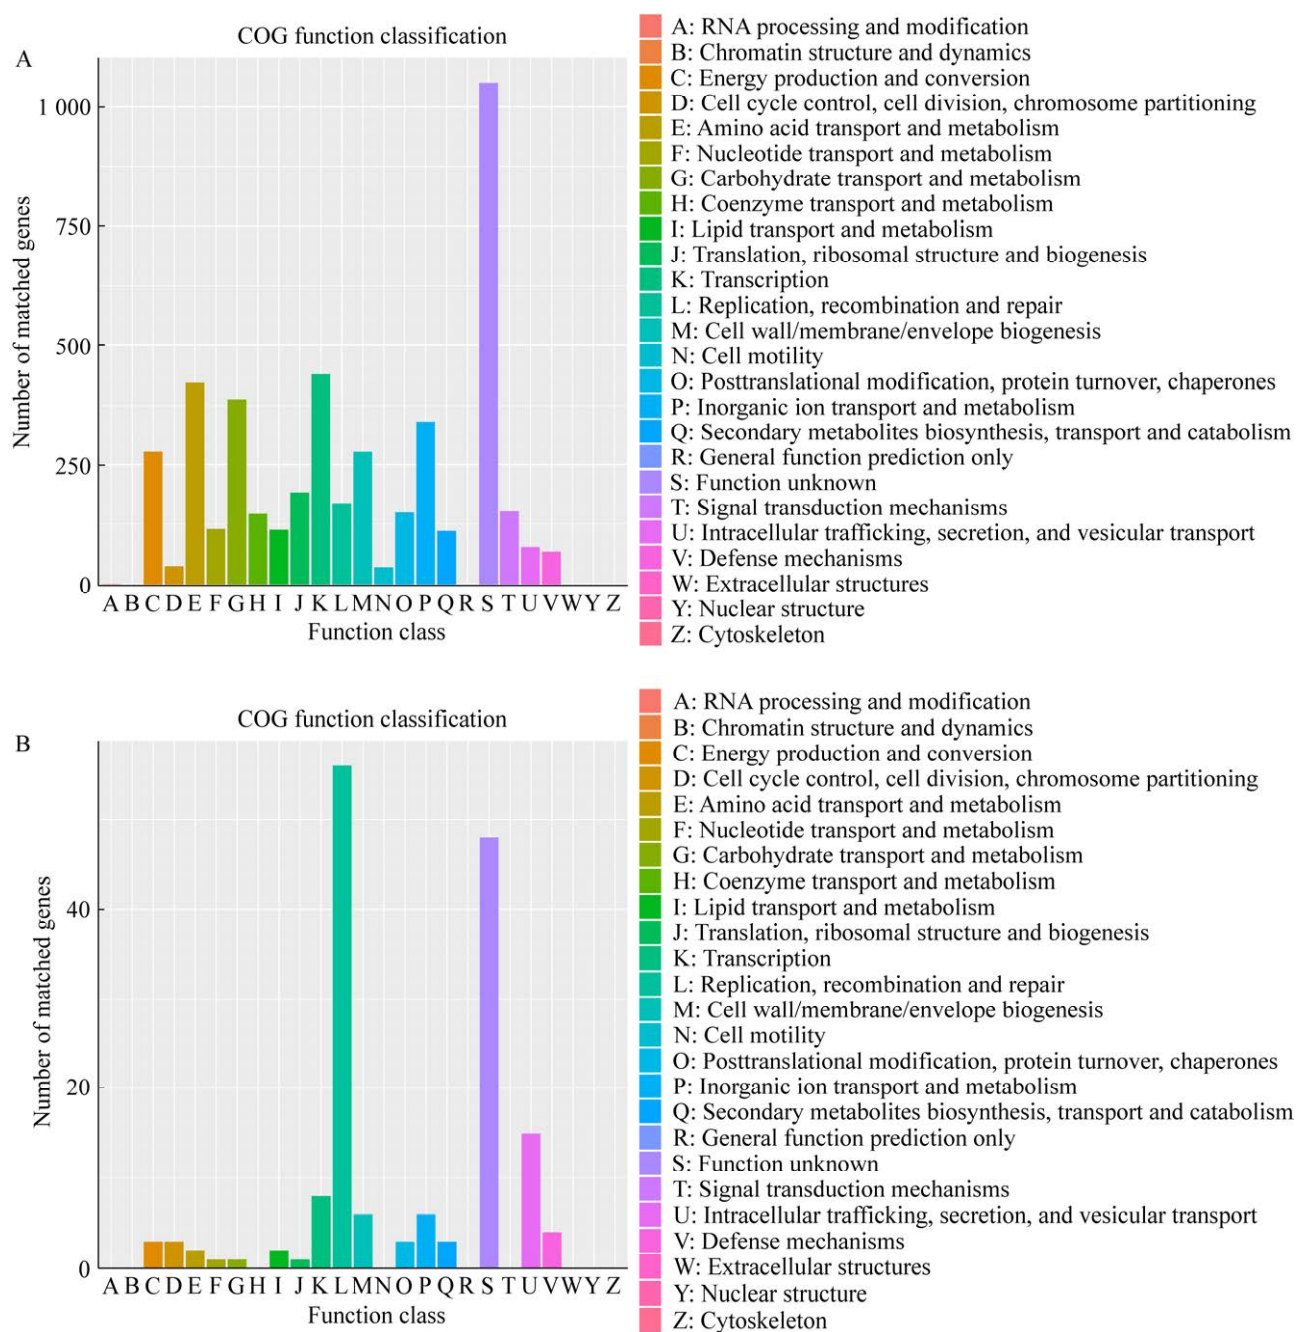 A
COG function classification
1 000
750
500
250
0
Number of matched genes
A B C D E F G H I J K L M N O P Q R S T U V W Y Z
Function class
A: RNA processing and modification
B: Chromatin structure and dynamics
C: Energy production and conversion
D: Cell cycle control, cell division, chromosome partitioning
E: Amino acid transport and metabolism
F: Nucleotide transport and metabolism
G: Carbohydrate transport and metabolism
H: Coenzyme transport and metabolism
I: Lipid transport and metabolism
J: Translation, ribosomal structure and biogenesis
K: Transcription
L: Replication, recombination and repair
M: Cell wall/membrane/envelope biogenesis
N: Cell motility
O: Posttranslational modification, protein turnover, chaperones
P: Inorganic ion transport and metabolism
Q: Secondary metabolites biosynthesis, transport and catabolism
R: General function prediction only
S: Function unknown
T: Signal transduction mechanisms
U: Intracellular trafficking, secretion, and vesicular transport
V: Defense mechanisms
W: Extracellular structures
Y: Nuclear structure
Z: Cytoskeleton
B
COG function classification
40
20
0
Number of matched genes
A B C D E F G H I J K L M N O P Q R S T U V W Y Z
Function class
A: RNA processing and modification
B: Chromatin structure and dynamics
C: Energy production and conversion
D: Cell cycle control, cell division, chromosome partitioning
E: Amino acid transport and metabolism
F: Nucleotide transport and metabolism
G: Carbohydrate transport and metabolism
H: Coenzyme transport and metabolism
I: Lipid transport and metabolism
J: Translation, ribosomal structure and biogenesis
K: Transcription
L: Replication, recombination and repair
M: Cell wall/membrane/envelope biogenesis
N: Cell motility
O: Posttranslational modification, protein turnover, chaperones
P: Inorganic ion transport and metabolism
Q: Secondary metabolites biosynthesis, transport and catabolism
R: General function prediction only
S: Function unknown
T: Signal transduction mechanisms
U: Intracellular trafficking, secretion, and vesicular transport
V: Defense mechanisms
W: Extracellular structures
Y: Nuclear structure
Z: Cytoskeleton